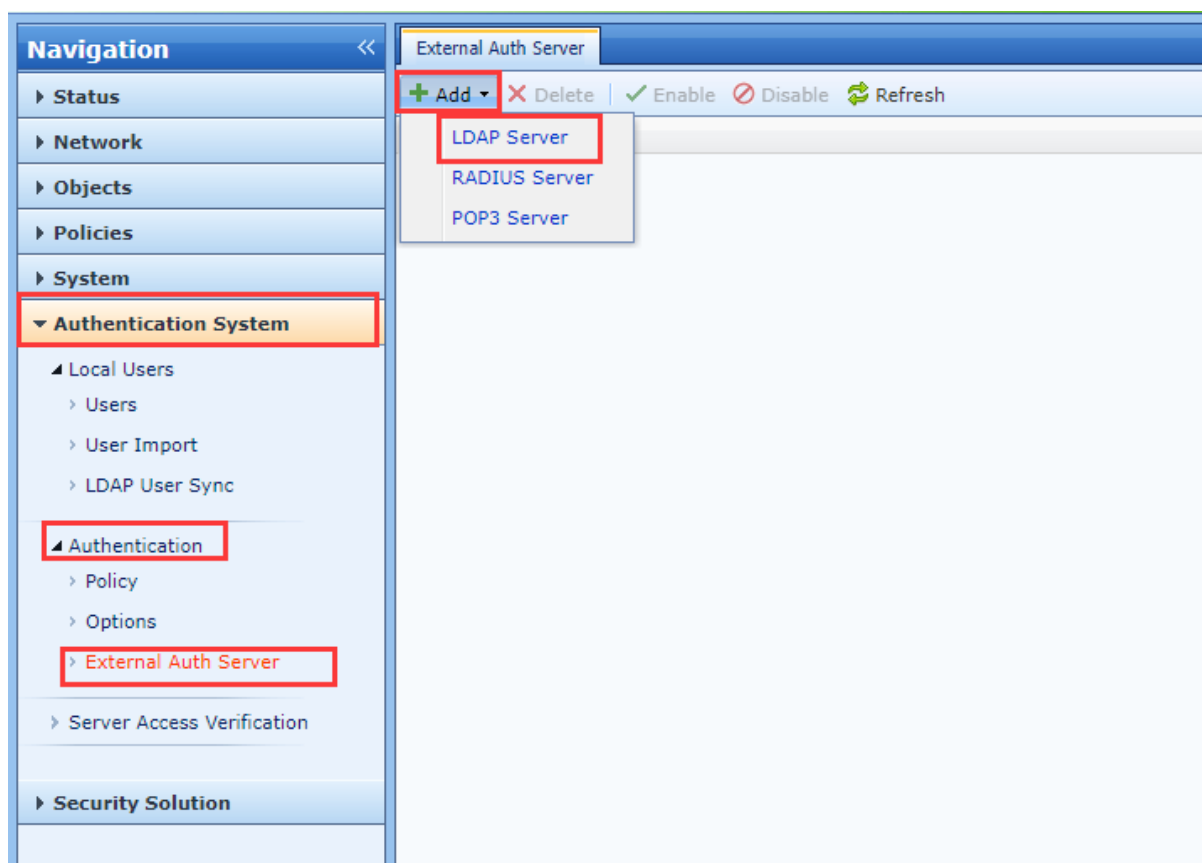 Navigation
Status
Network
Objects
Policies
System
Authentication System
Local Users
Users
User Import
LDAP User Sync
Authentication
Policy
Options
External Auth Server
Server Access Verification
Security Solution
External Auth Server
Add Delete Enable Disable Refresh
LDAP Server
RADIUS Server
POP3 Server